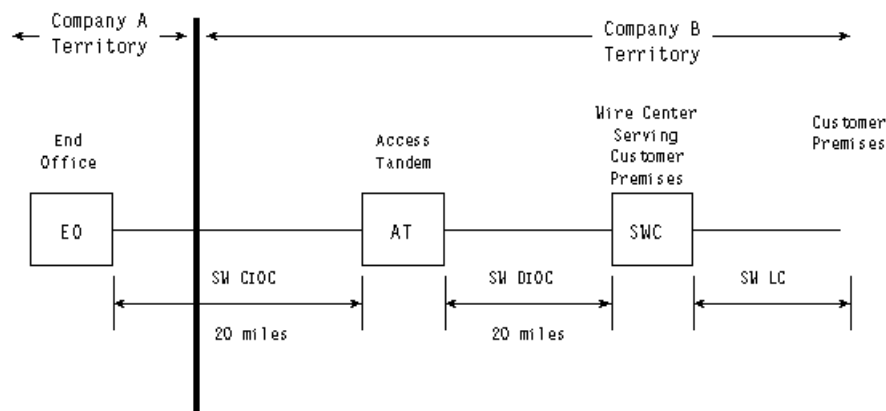 Company A
Territory
Company B
Territory
End
Office
Access
Tandem
Wire Center
Serving
Customer
Premises
Customer
Premises
EO
AT
SWC
SW CIOC
SW DIOC
SW LC
20 miles
20 miles